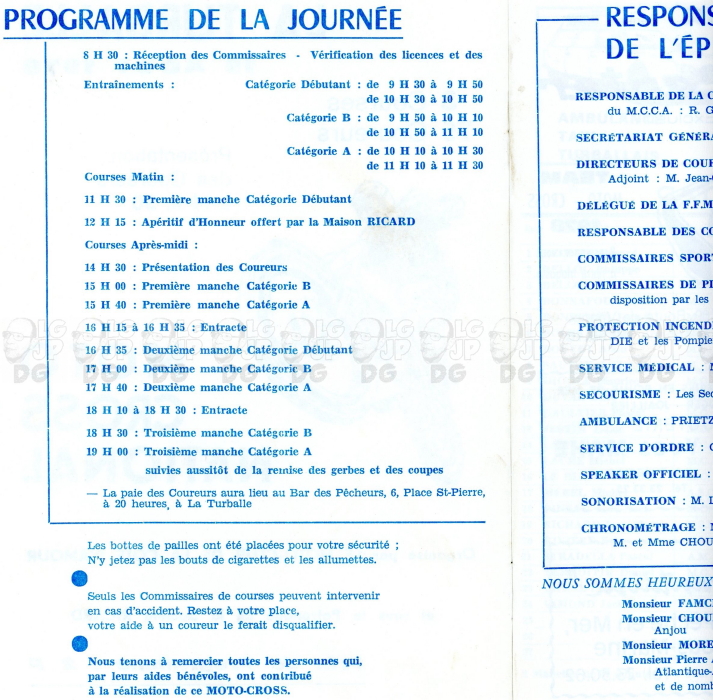 PROGRAMME DE LA JOURNÉE
8 H 30 : Réception des Commissaires - Vérification des licences et des
machines
Entraînements : Catégorie Débutant : de 9 H 30 à 9 H 50
de 10 H 30 à 10 H 50
Catégorie B : de 9 H 50 à 10 H 10
de 10 H 50 à 11 H 10
Catégorie A : de 10 H 10 à 10 H 30
de 11 H 10 à 11 H 30
Courses Matin :
11 H 30 : Première manche Catégorie Débutant
12 H 15 : Apéritif d'Honneur offert par la Maison RICARD
Courses Après-midi :
14 H 30 : Présentation des Coureurs
15 H 00 : Première manche Catégorie B
15 H 40 : Première manche Catégorie A
16 H 15 à 16 H 35 : Entracte
16 H 35 : Deuxième manche Catégorie Débutant
17 H 00 : Deuxième manche Catégorie B
17 H 40 : Deuxième manche Catégorie A
18 H 10 à 18 H 30 : Entracte
18 H 30 : Troisième manche Catégorie B
19 H 00 : Troisième manche Catégorie A
suivies aussitôt de la remise des gerbes et des coupes
— La paie des Coureurs aura lieu au Bar des Pêcheurs, 6, Place St-Pierre,
à 20 heures, à La Turballe
Les bottes de pailles ont été placées pour votre sécurité ;
N'y jetez pas les bouts de cigarettes et les allumettes.
Seuls les Commissaires de courses peuvent intervenir
en cas d'accident. Restez à votre place,
votre aide à un coureur le ferait disqualifier.
Nous tenons à remercier toutes les personnes qui,
par leurs aides bénévoles, ont contribué
à la réalisation de ce MOTO-CROSS.
RESPONS
DE L'ÉP
RESPONSABLE DE LA C
du M.C.C.A. : R. G
SECRÉTARIAT GÉNÉRA
DIRECTEURS DE COUR
Adjoint : M. Jean-
DÉLÉGUÉ DE LA F.F.M
RESPONSABLE DES CO
COMMISSAIRES SPOR
COMMISSAIRES DE PI
disposition par les
PROTECTION INCENDI
DIE et les Pompie
SERVICE MÉDICAL : M
SECOURISME : Les Sec
AMBULANCE : PRIETZ
SERVICE D'ORDRE : C
SPEAKER OFFICIEL :
SONORISATION : M. D
CHRONOMÉTRAGE : M
M. et Mme CHOU
NOUS SOMMES HEUREUX
Monsieur FAMCH
Monsieur CHOU
Anjou
Monsieur MORE
Monsieur Pierre
Atlantique-
et de nomb
LG JP DG